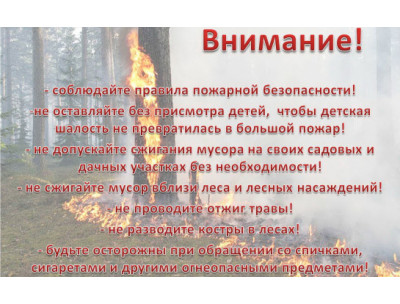 Внимание!
- соблюдайте правила пожарной безопасности!
-не оставляйте без присмотра детей, чтобы детская
шалость не превратилась в большой пожар!
- не допускайте сжигания мусора на своих садовых и
дачных участках без необходимости!
- не сжигайте мусор вблизи леса и лесных насаждений!
- не проводите отжиг травы!
- не разводите костры в лесах!
- будьте осторожны при обращении со спичками,
сигаретами и другими огнеопасными предметами!